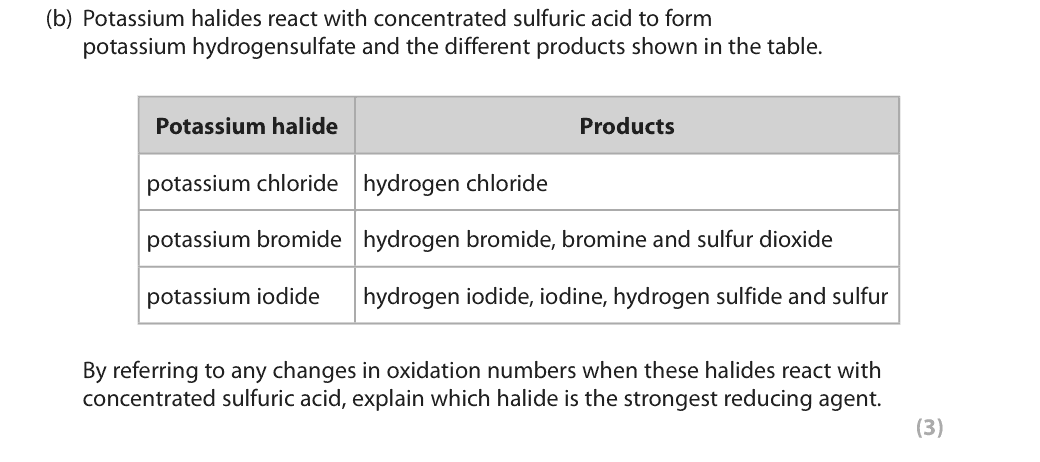 (b) Potassium halides react with concentrated sulfuric acid to form
potassium hydrogensulfate and the different products shown in the table.
Potassium halide Products
potassium chloride hydrogen chloride
potassium bromide hydrogen bromide, bromine and sulfur dioxide
potassium iodide hydrogen iodide, iodine, hydrogen sulfide and sulfur
By referring to any changes in oxidation numbers when these halides react with
concentrated sulfuric acid, explain which halide is the strongest reducing agent.
(3)